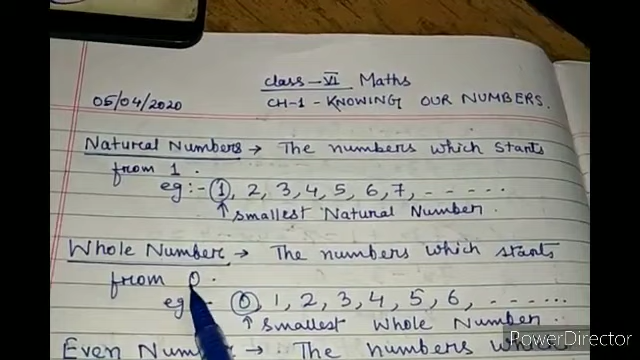 class - VI Maths
05/04/2020 CH-1 - KNOWING OUR NUMBERS.
Natural Numbers → The numbers which starts
from 1.
eg :- 1, 2, 3, 4, 5, 6, 7, - - - - - ..
↑ smallest Natural Number.
Whole Number → The numbers which starts
from 0.
eg :- 0, 1, 2, 3, 4, 5, 6, - - - - ...
↑ smallest Whole Number.
Even Number → The numbers
PowerDirector